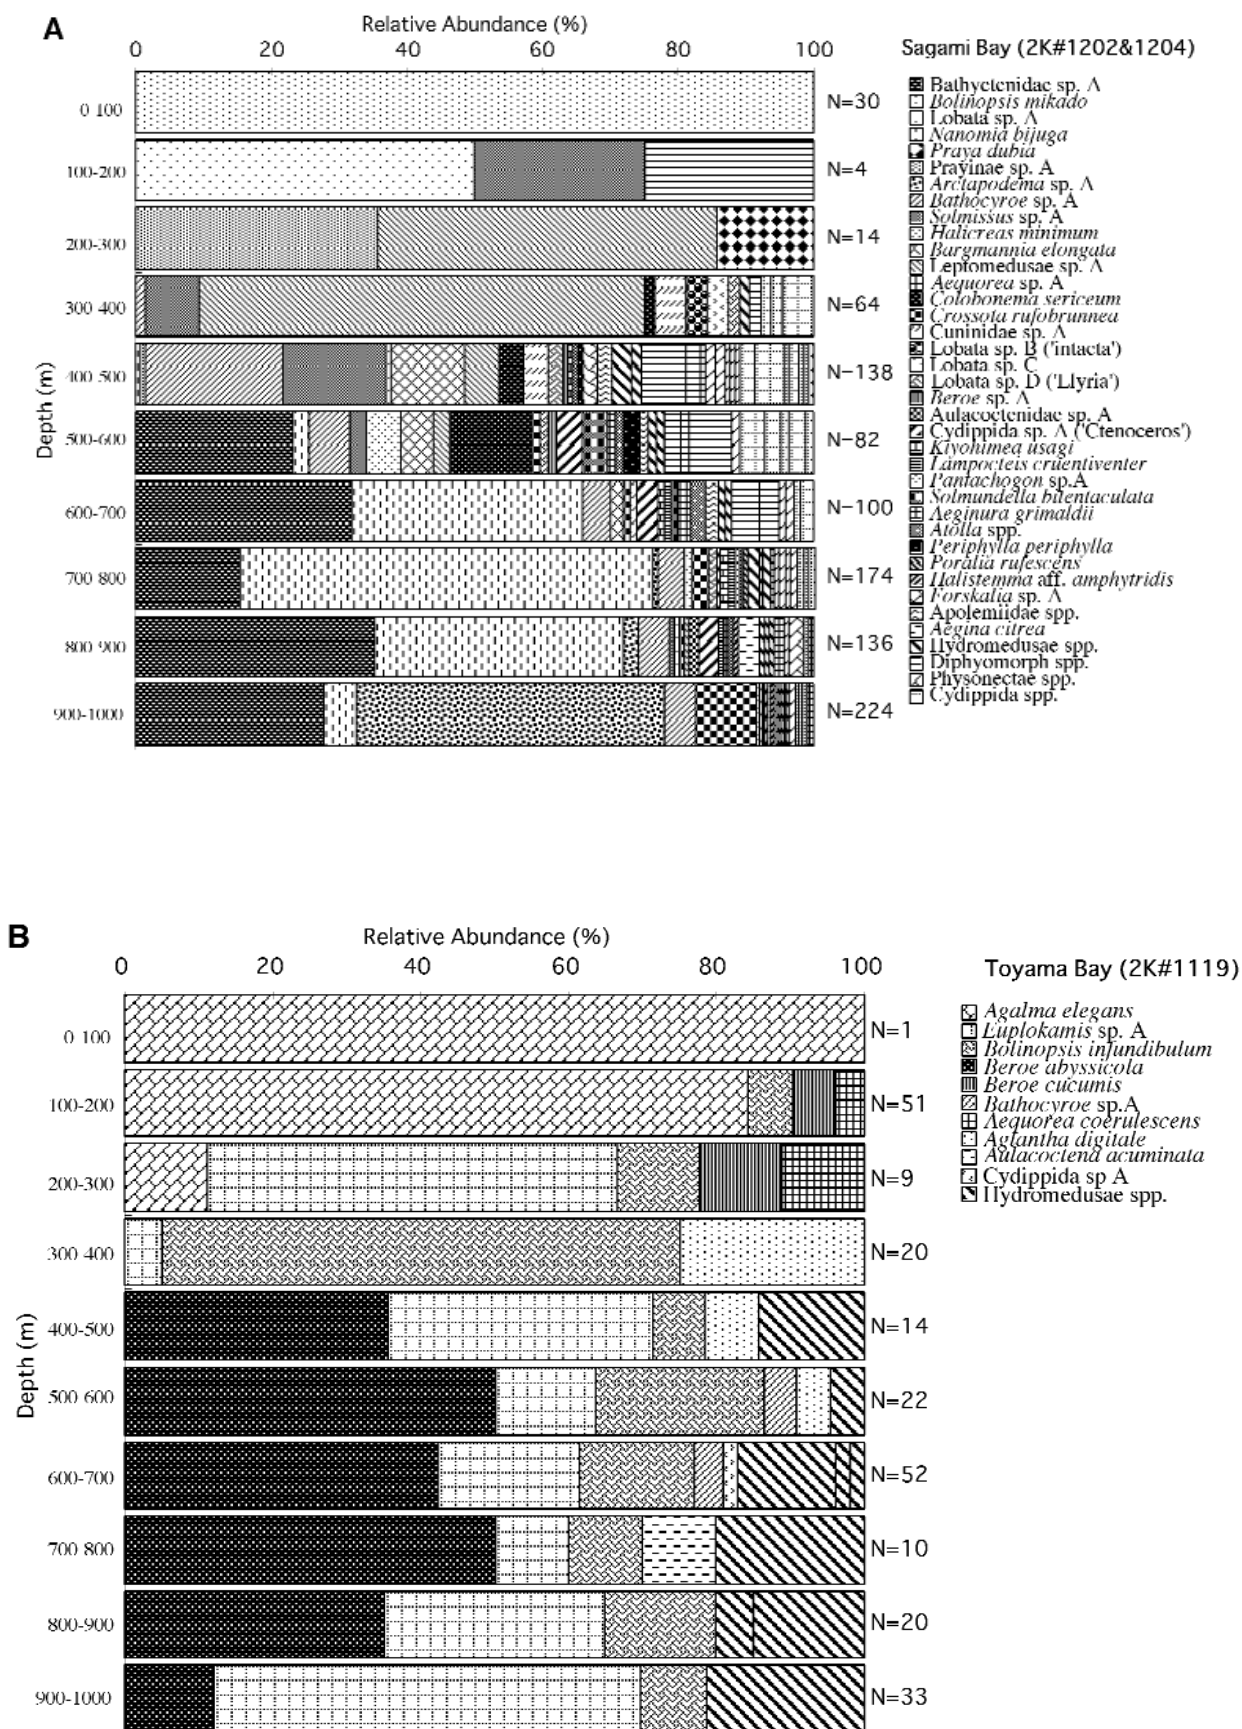 A
Relative Abundance (%)
0 20 40 60 80 100
Sagami Bay (2K#1202&1204)
0-100
N=30
100-200
N=4
200-300
N=14
300-400
N=64
400-500
N-138
500-600
N-82
600-700
N-100
700-800
N=174
800-900
N=136
900-1000
N=224
Depth (m)
Bathyctenidae sp. A
Bolinopsis mikado
Lobata sp. A
Nanomia bijuga
Praya dubia
Prayinae sp. A
Arctapodema sp. A
Bathocyroe sp. A
Solmissus sp. A
Halicreas minimum
Bargmannia elongata
Leptomedusae sp. A
Aequorea sp. A
Colobonema sericeum
Crossota rufobrunnea
Cuninidae sp. A
Lobata sp. B ('intacta')
Lobata sp. C
Lobata sp. D ('Llyria')
Beroe sp. A
Aulacoctenidae sp. A
Cydippida sp. A ('Ctenoceros')
Kiyohimea usagi
Lampocteis cruentiventer
Pantachogon sp.A
Solmundella bitentaculata
Aeginura grimaldii
Atolla spp.
Periphylla periphylla
Poralia rufescens
Halistemma aff. amphytridis
Forskalia sp. A
Apolemiidae spp.
Aegina citrea
Hydromedusae spp.
Diphyomorph spp.
Physonectae spp.
Cydippida spp.
B
Relative Abundance (%)
0 20 40 60 80 100
Toyama Bay (2K#1119)
0-100
N=1
100-200
N=51
200-300
N=9
300-400
N=20
400-500
N=14
500-600
N=22
600-700
N=52
700-800
N=10
800-900
N=20
900-1000
N=33
Depth (m)
Agalma elegans
Euplokamis sp. A
Bolinopsis infundibulum
Beroe abyssicola
Beroe cucumis
Bathocyroe sp.A
Aequorea coerulescens
Aglantha digitale
Aulacoctena acuminata
Cydippida sp A
Hydromedusae spp.